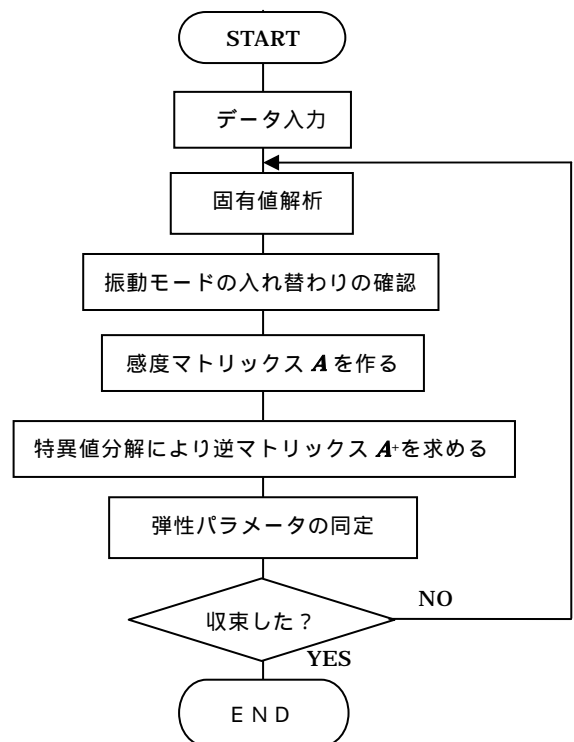 START
データ入力
固有値解析
振動モードの入れ替わりの確認
感度マトリックス A を作る
特異値分解により逆マトリックス A⁺を求める
弾性パラメータの同定
収束した?
NO
YES
ＥＮＤ